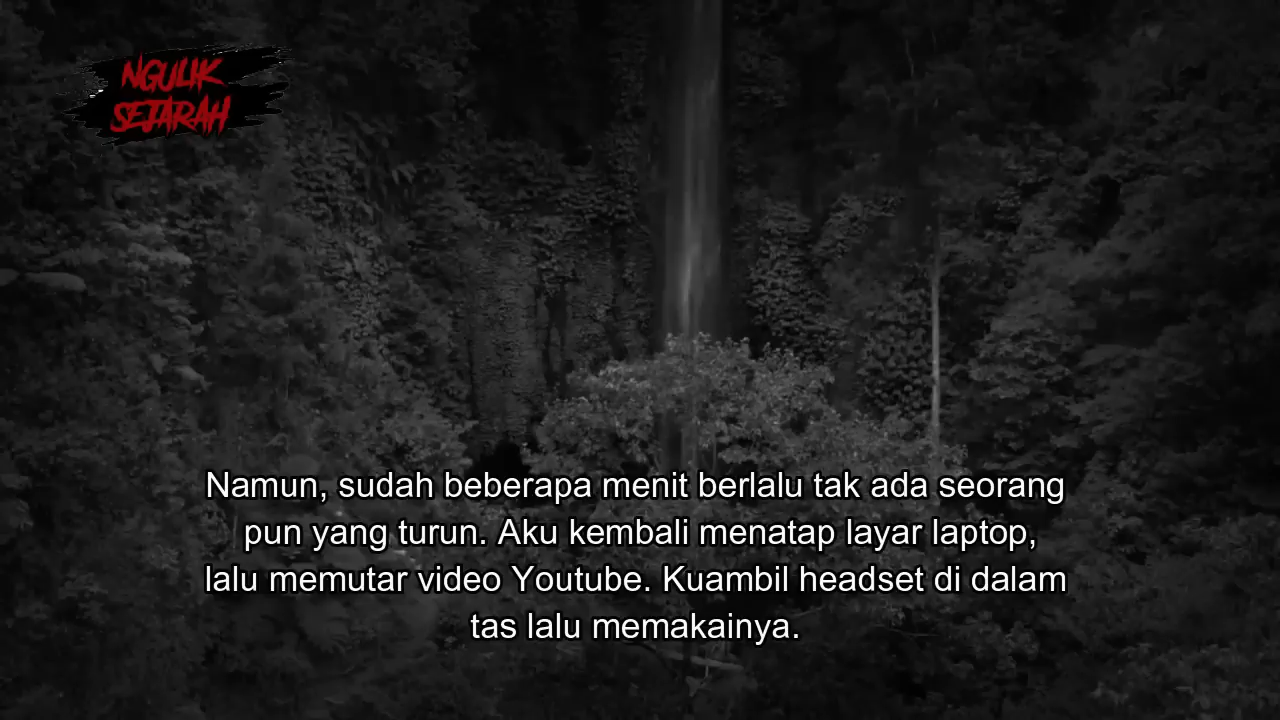 NGULIK
SEJARAH
Namun, sudah beberapa menit berlalu tak ada seorang
pun yang turun. Aku kembali menatap layar laptop,
lalu memutar video Youtube. Kuambil headset di dalam
tas lalu memakainya.